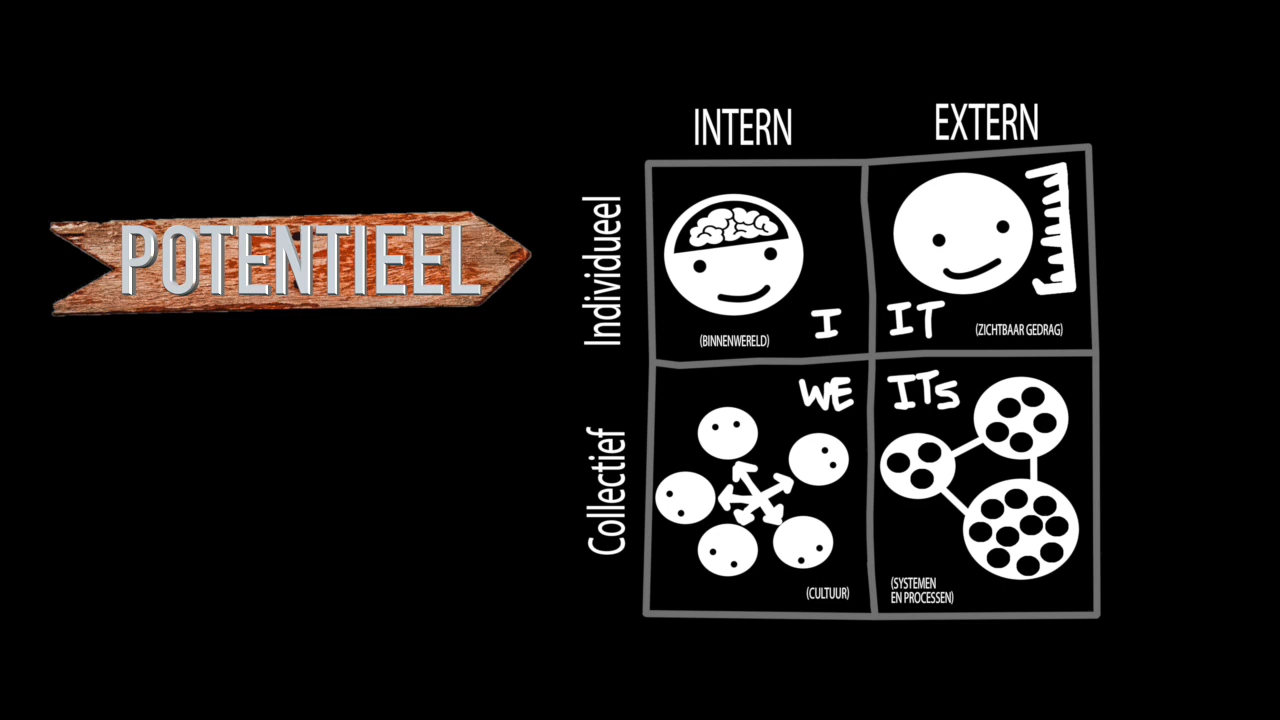 POTENTIEEL
INTERN
EXTERN
Individueel
(BINNENWERELD)
I
IT
(ZICHTBAAR GEDRAG)
Collectief
WE
ITS
(CULTUUR)
(SYSTEMEN
EN PROCESSEN)